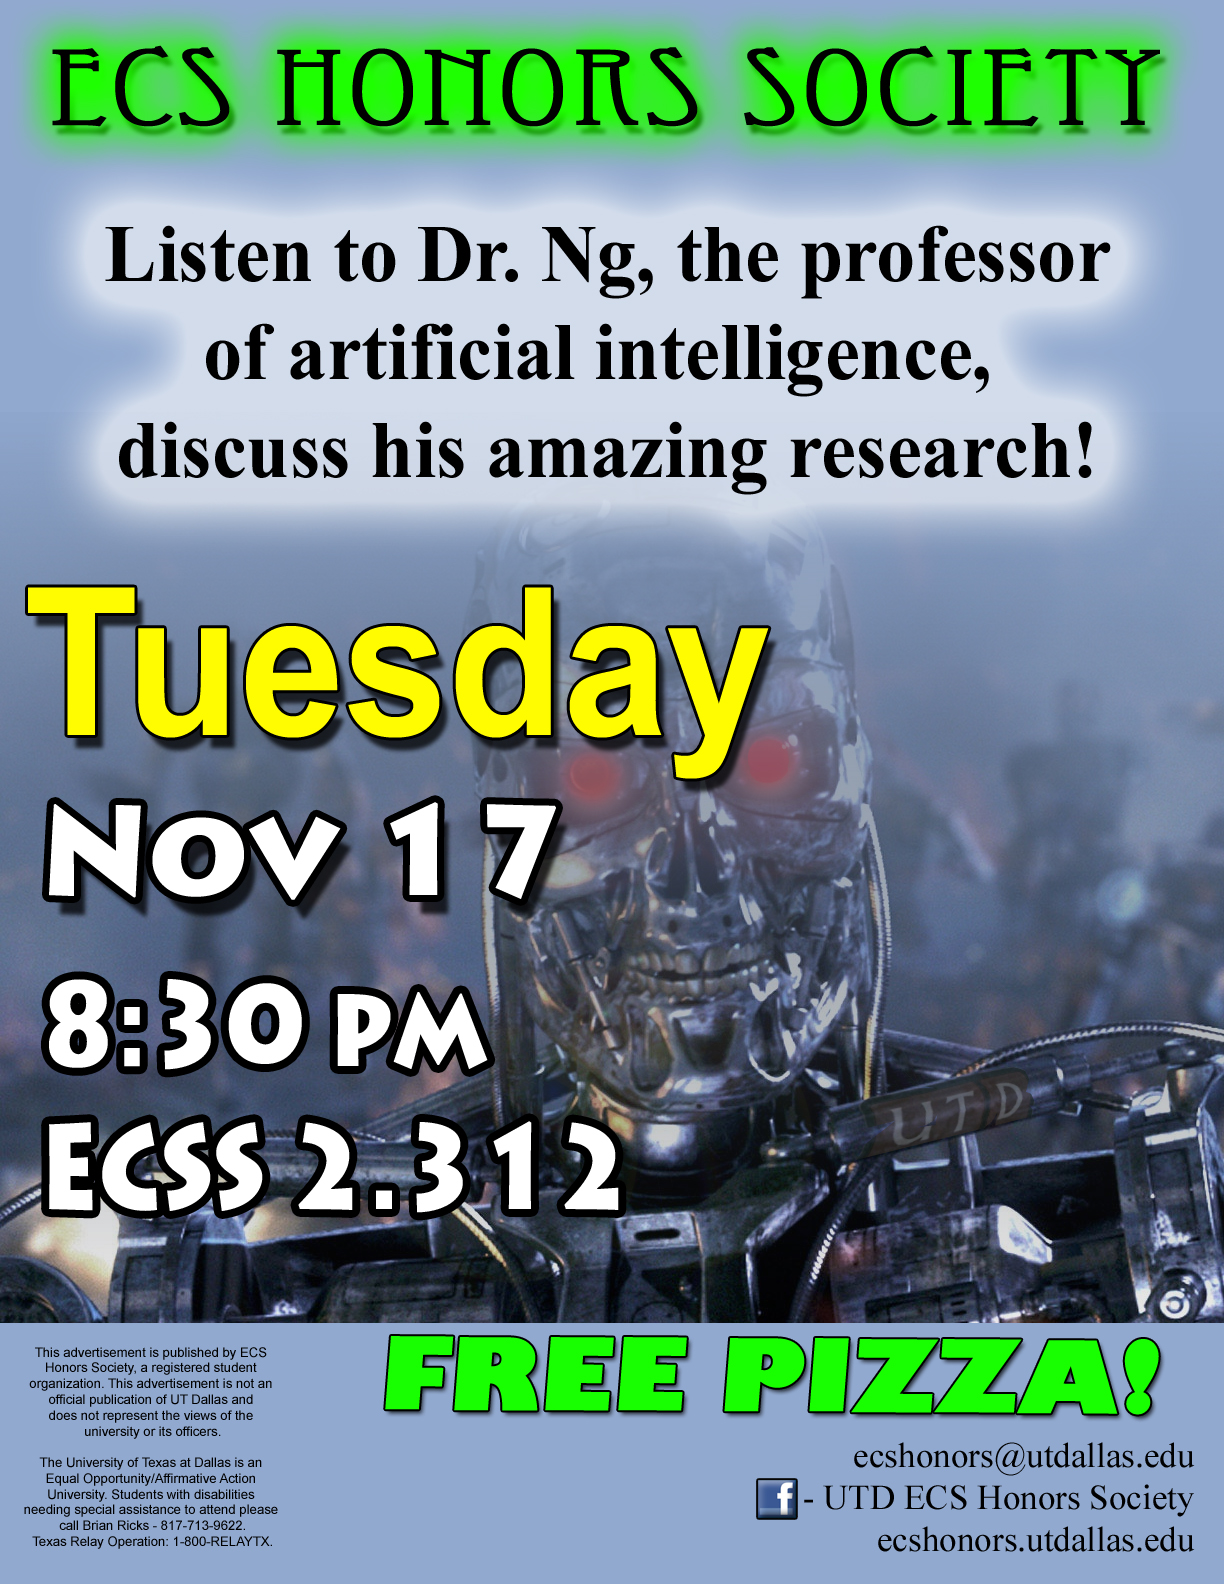 ECS HONORS SOCIETY
Listen to Dr. Ng, the professor
of artificial intelligence,
discuss his amazing research!
Tuesday
Nov 17
8:30 PM
UTD
ECSS 2.312
FREE PIZZA!
This advertisement is published by ECS
Honors Society, a registered student
organization. This advertisement is not an
official publication of UT Dallas and
does not represent the views of the
university or its officers.
The University of Texas at Dallas is an
Equal Opportunity/Affirmative Action
University. Students with disabilities
needing special assistance to attend please
call Brian Ricks - 817-713-9622.
Texas Relay Operation: 1-800-RELAYTX.
ecshonors@utdallas.edu
f - UTD ECS Honors Society
ecshonors.utdallas.edu